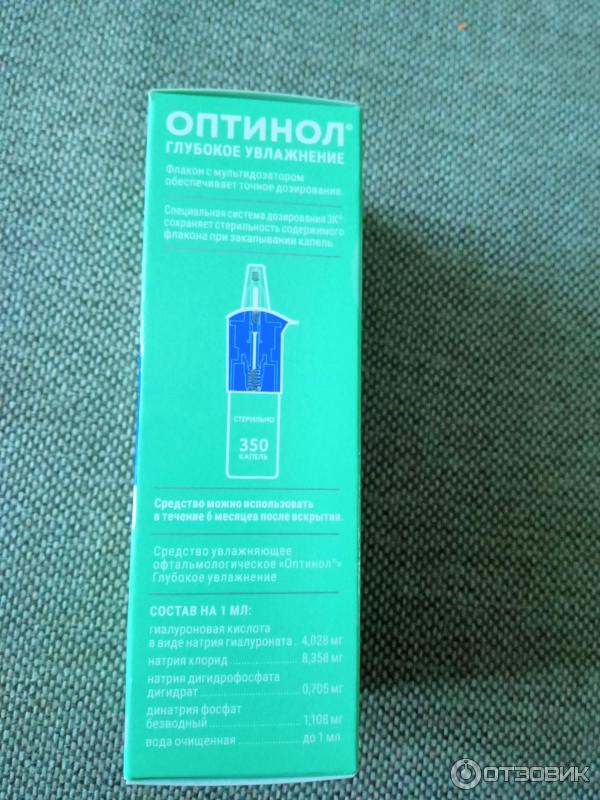 ОПТИНОЛ®
ГЛУБОКОЕ УВЛАЖНЕНИЕ
Флакон с мультидозатором
обеспечивает точное дозирование.
Специальная система дозирования 3К®
сохраняет стерильность содержимого
флакона при закапывании капель.
СТЕРИЛЬНО
350
КАПЕЛЬ
Средство можно использовать
в течение 6 месяцев после вскрытия.
Средство увлажняющее
офтальмологическое «Оптинол®»
Глубокое увлажнение
СОСТАВ НА 1 МЛ:
гиалуроновая кислота
в виде натрия гиалуроната 4,028 мг
натрия хлорид 8,358 мг
натрия дигидрофосфата
дигидрат 0,705 мг
динатрия фосфат
безводный 1,108 мг
вода очищенная до 1 мл
ОТЗОВИК